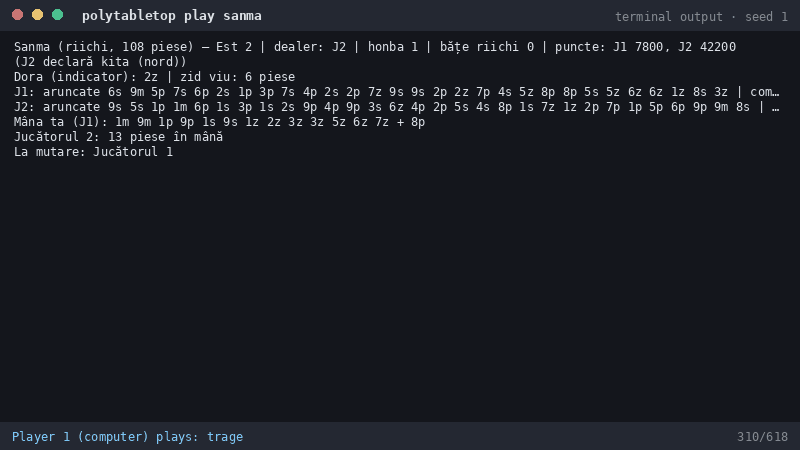 polytabletop play sanma
terminal output · seed 1
Sanma (riichi, 108 piese) — Est 2 | dealer: J2 | honba 1 | bățe riichi 0 | puncte: J1 7800, J2 42200
(J2 declară kita (nord))
Dora (indicator): 2z | zid viu: 6 piese
J1: aruncate 6s 9m 5p 7s 6p 2s 1p 3p 7s 4p 2s 2p 7z 9s 9s 2p 2z 7p 4s 5z 8p 8p 5s 5z 6z 6z 1z 8s 3z | com…
J2: aruncate 9s 5s 1p 1m 6p 1s 3p 1s 2s 9p 4p 9p 3s 6z 4p 2p 5s 4s 8p 1s 7z 1z 2p 7p 1p 5p 6p 9p 9m 8s | …
Mâna ta (J1): 1m 9m 1p 9p 1s 9s 1z 2z 3z 3z 5z 6z 7z + 8p
Jucătorul 2: 13 piese în mână
La mutare: Jucătorul 1
Player 1 (computer) plays: trage
310/618